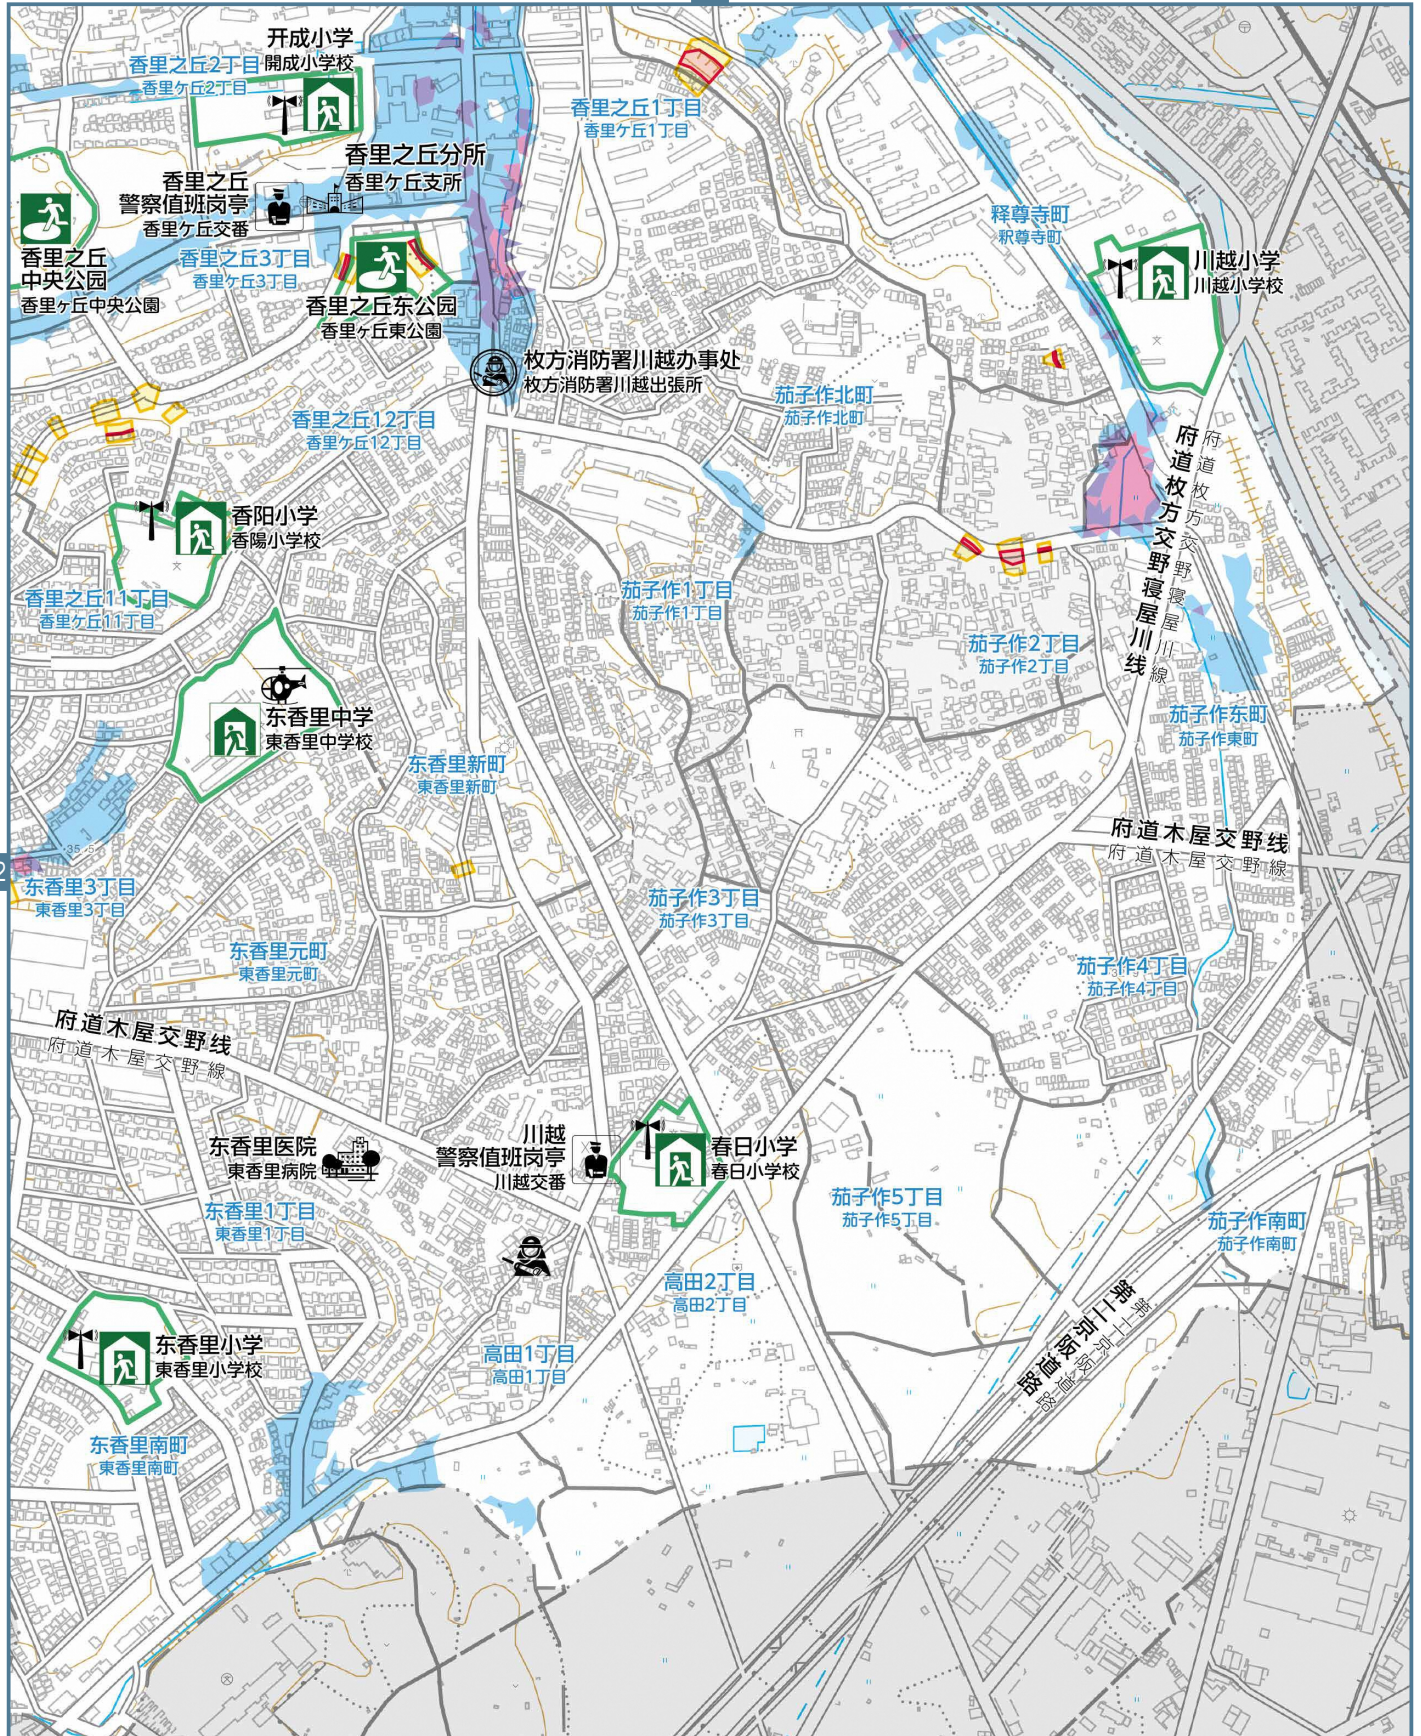 开成小学
開成小学校
香里之丘2丁目
香里ケ丘2丁目
香里之丘1丁目
香里ケ丘1丁目
香里之丘分所
香里ケ丘支所
香里之丘
警察值班岗亭
香里ケ丘交番
香里之丘
中央公园
香里ヶ丘中央公園
香里之丘3丁目
香里ケ丘3丁目
香里之丘东公园
香里ヶ丘東公園
释尊寺町
釈尊寺町
川越小学
川越小学校
枚方消防署川越办事处
枚方消防署川越出張所
茄子作北町
茄子作北町
香里之丘12丁目
香里ケ丘12丁目
府道枚方交野寝屋川线
府道枚方交野寝屋川線
香阳小学
香陽小学校
香里之丘11丁目
香里ケ丘11丁目
茄子作1丁目
茄子作1丁目
茄子作2丁目
茄子作2丁目
东香里中学
東香里中学校
茄子作东町
茄子作東町
东香里新町
東香里新町
府道木屋交野线
府道木屋交野線
35.5
2
东香里3丁目
東香里3丁目
茄子作3丁目
茄子作3丁目
东香里元町
東香里元町
茄子作4丁目
茄子作4丁目
府道木屋交野线
府道木屋交野線
东香里医院
東香里病院
川越
警察值班岗亭
川越交番
春日小学
春日小学校
东香里1丁目
東香里1丁目
茄子作5丁目
茄子作5丁目
茄子作南町
茄子作南町
高田2丁目
高田2丁目
第二京阪道路
第二京阪道路
东香里小学
東香里小学校
高田1丁目
高田1丁目
东香里南町
東香里南町